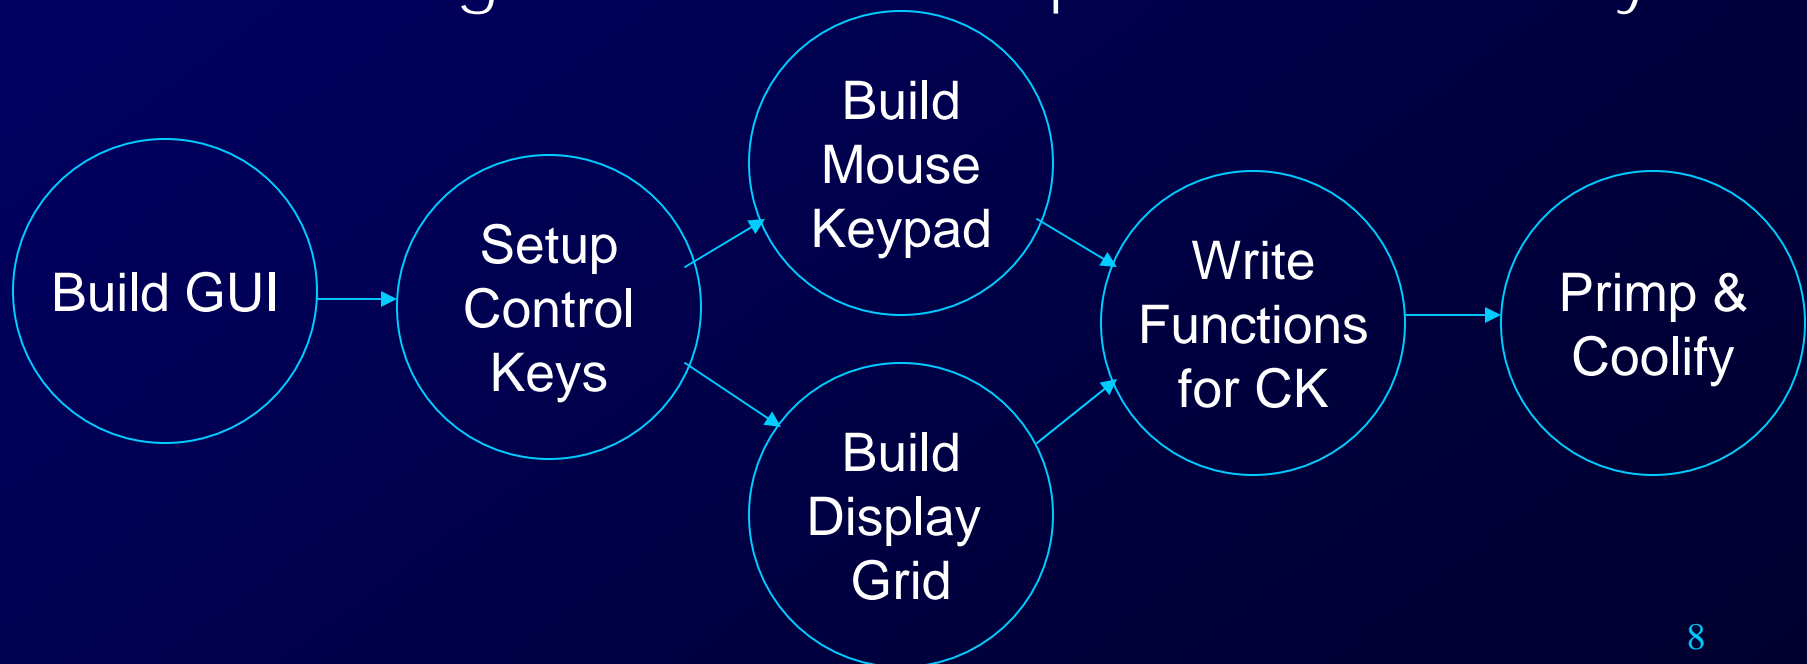 Build GUI
Setup
Control
Keys
Build
Mouse
Keypad
Build
Display
Grid
Write
Functions
for CK
Primp &
Coolify
8